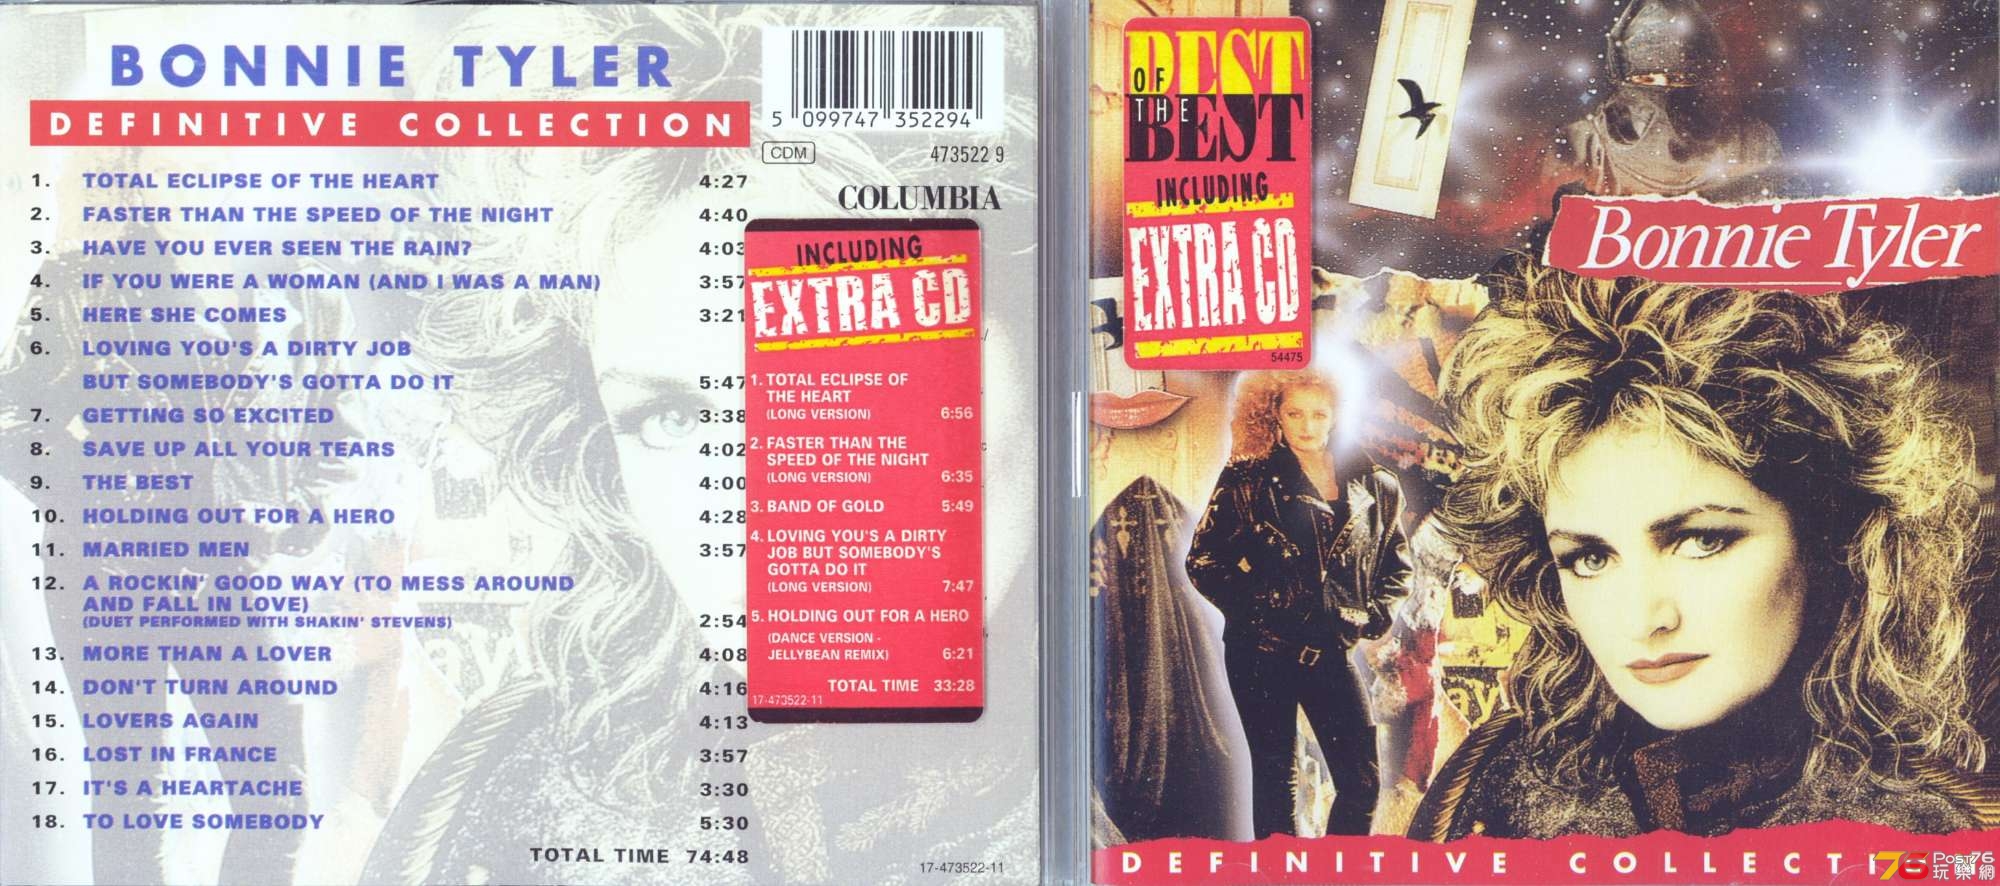 BONNIE TYLER
DEFINITIVE COLLECTION
1. TOTAL ECLIPSE OF THE HEART 4:27
2. FASTER THAN THE SPEED OF THE NIGHT 4:40
3. HAVE YOU EVER SEEN THE RAIN? 4:03
4. IF YOU WERE A WOMAN (AND I WAS A MAN) 3:57
5. HERE SHE COMES 3:21
6. LOVING YOU'S A DIRTY JOB
BUT SOMEBODY'S GOTTA DO IT 5:47
7. GETTING SO EXCITED 3:38
8. SAVE UP ALL YOUR TEARS 4:02
9. THE BEST 4:00
10. HOLDING OUT FOR A HERO 4:28
11. MARRIED MEN 3:57
12. A ROCKIN' GOOD WAY (TO MESS AROUND
AND FALL IN LOVE)
(DUET PERFORMED WITH SHAKIN' STEVENS) 2:54
13. MORE THAN A LOVER 4:08
14. DON'T TURN AROUND 4:16
15. LOVERS AGAIN 4:13
16. LOST IN FRANCE 3:57
17. IT'S A HEARTACHE 3:30
18. TO LOVE SOMEBODY 5:30
TOTAL TIME 74:48
5 099747 352294
CDM
473522 9
COLUMBIA
INCLUDING
EXTRA CD
1. TOTAL ECLIPSE OF
THE HEART
(LONG VERSION) 6:56
2. FASTER THAN THE
SPEED OF THE NIGHT
(LONG VERSION) 6:35
3. BAND OF GOLD 5:49
4. LOVING YOU'S A DIRTY
JOB BUT SOMEBODY'S
GOTTA DO IT
(LONG VERSION) 7:47
5. HOLDING OUT FOR A HERO
(DANCE VERSION -
JELLYBEAN REMIX) 6:21
TOTAL TIME 33:28
17-473522-11
17-473522-11
BEST
OF
THE
BEST
INCLUDING
EXTRA CD
54475
Bonnie Tyler
DEFINITIVE COLLECTION
76 Post76
玩樂網